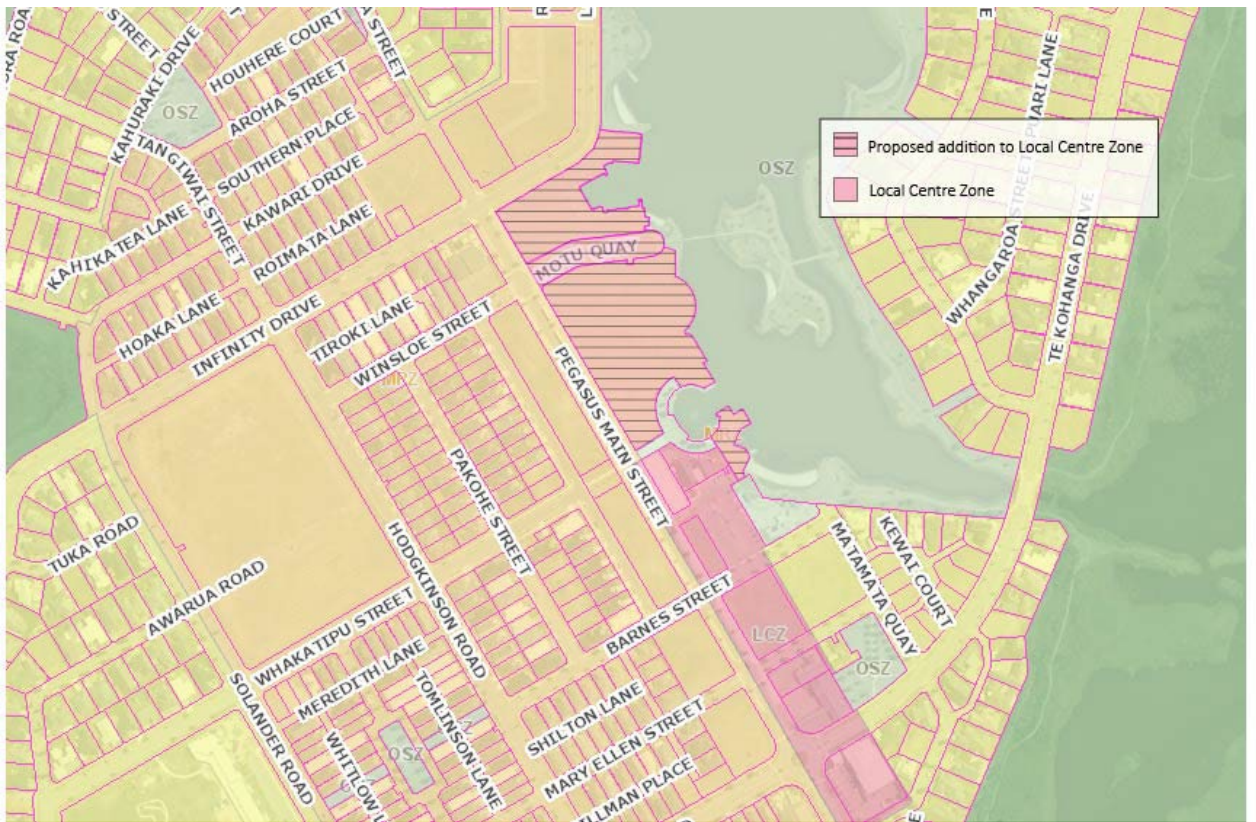 STREET
A STREET
HOUHERE COURT
KAHURAKI DRIVE
AROHA STREET
OSZ
TANGIWAI STREET
SOUTHERN PLACE
KAWARI DRIVE
KAHIKATEA LANE
ROIMATA LANE
HOAKA LANE
INFINITY DRIVE
TIROKI LANE
WINSLOE STREET
MOTU QUAY
OSZ
PUARI LANE
Proposed addition to Local Centre Zone
Local Centre Zone
WHANGAROA STREET
TE KOHANGA DRIVE
PEGASUS MAIN STREET
PAKOHE STREET
HODGKINSON ROAD
TUKA ROAD
AWARUA ROAD
WHAKATIPU STREET
MEREDITH LANE
SOLANDER ROAD
TOMLINSON LANE
BARNES STREET
KEWAI COURT
MATAMATA QUAY
LCZ
OSZ
SHILTON LANE
MARY ELLEN STREET
OSZ